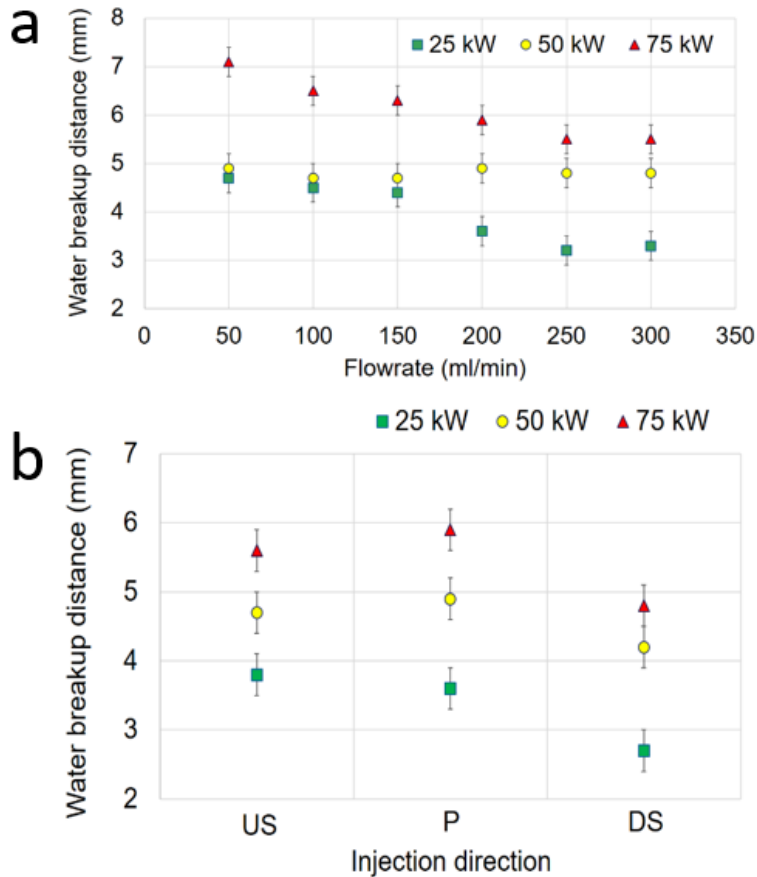 a
25 kW 50 kW 75 kW
Water breakup distance (mm)
8
7
6
5
4
3
2
0 50 100 150 200 250 300 350
Flowrate (ml/min)
b
25 kW 50 kW 75 kW
Water breakup distance (mm)
7
6
5
4
3
2
US P DS
Injection direction